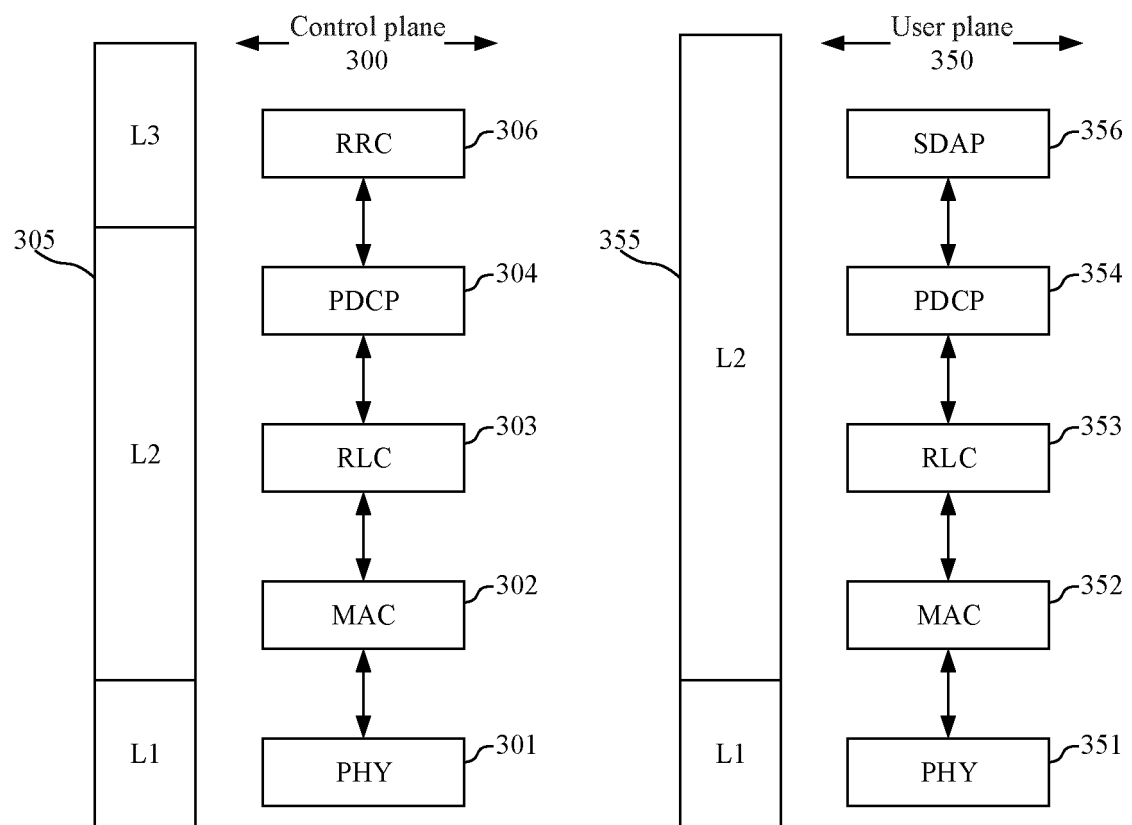 Control plane
300
L3
RRC
306
305
PDCP
304
L2
RLC
303
MAC
302
L1
PHY
301
User plane
350
SDAP
356
355
PDCP
354
L2
RLC
353
MAC
352
L1
PHY
351